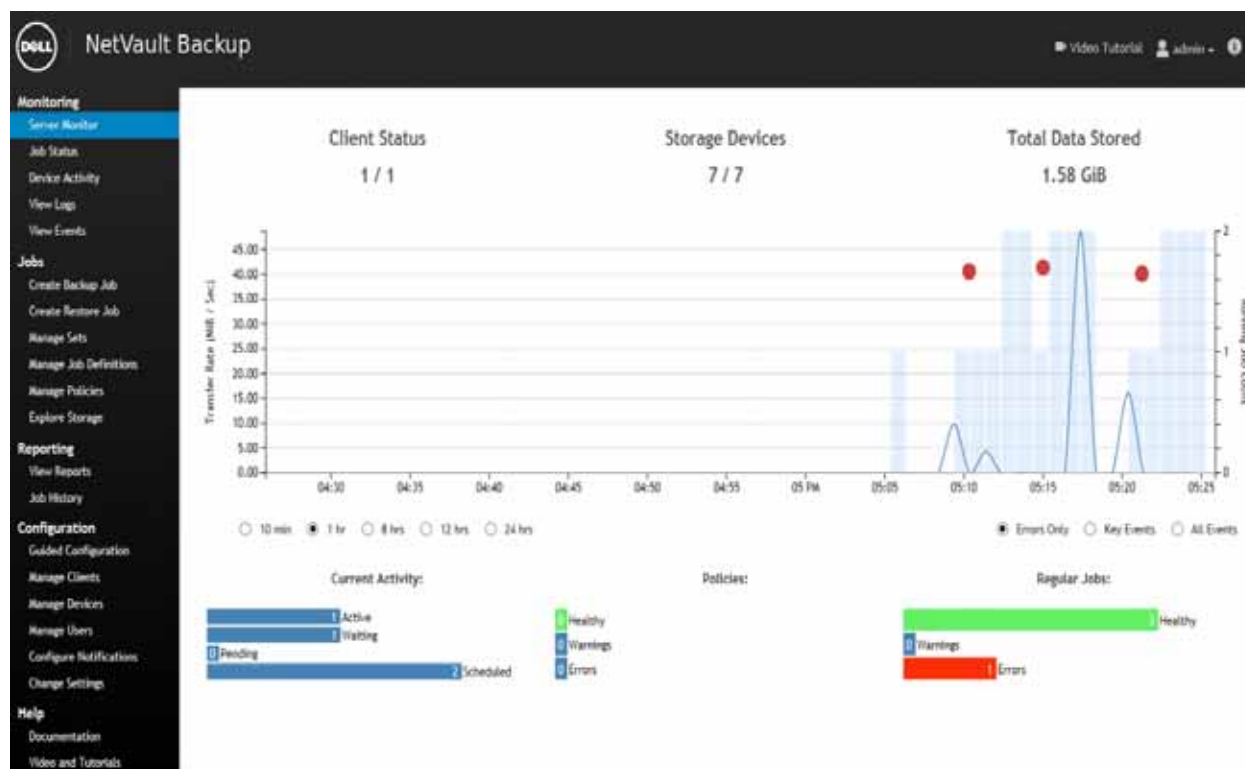 DELL
NetVault Backup
Video Tutorial
admin
Monitoring
Server Monitor
Job Status
Device Activity
View Logs
View Events
Jobs
Create Backup Job
Create Restore Job
Manage Sets
Manage Job Definitions
Manage Policies
Explore Storage
Reporting
View Reports
Job History
Configuration
Guided Configuration
Manage Clients
Manage Devices
Manage Users
Configure Notifications
Change Settings
Help
Documentation
Video and Tutorials
Client Status
1 / 1
Storage Devices
7 / 7
Total Data Stored
1.58 GiB
Transfer Rate (MiB / Sec)
45.00
40.00
35.00
30.00
25.00
20.00
15.00
10.00
5.00
0.00
2
1
0
04:30 04:35 04:40 04:45 04:50 04:55 05 PM 05:05 05:10 05:15 05:20 05:25
10 min 1 hr 8 hrs 12 hrs 24 hrs
Errors Only Key Events All Events
Current Activity:
1 Active
1 Waiting
0 Pending
2 Scheduled
Policies:
Healthy
0 Warnings
0 Errors
Regular Jobs:
Healthy
0 Warnings
1 Errors